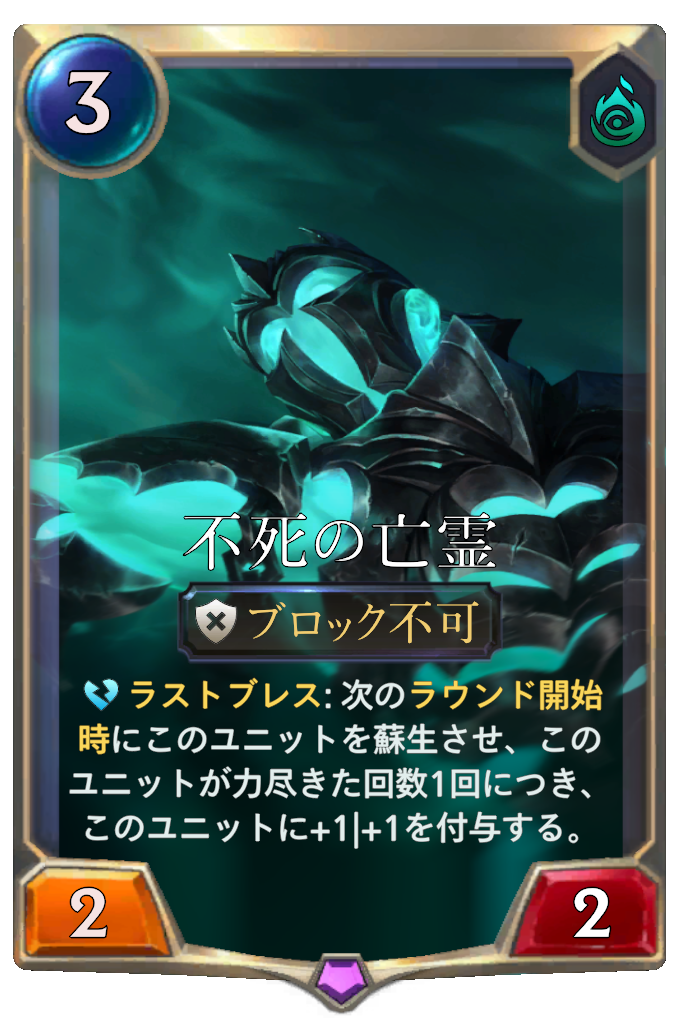 3
不死の亡霊
ブロック不可
ラストブレス: 次のラウンド開始
時にこのユニットを蘇生させ、この
ユニットが力尽きた回数1回につき、
このユニットに+1|+1を付与する。
2
2